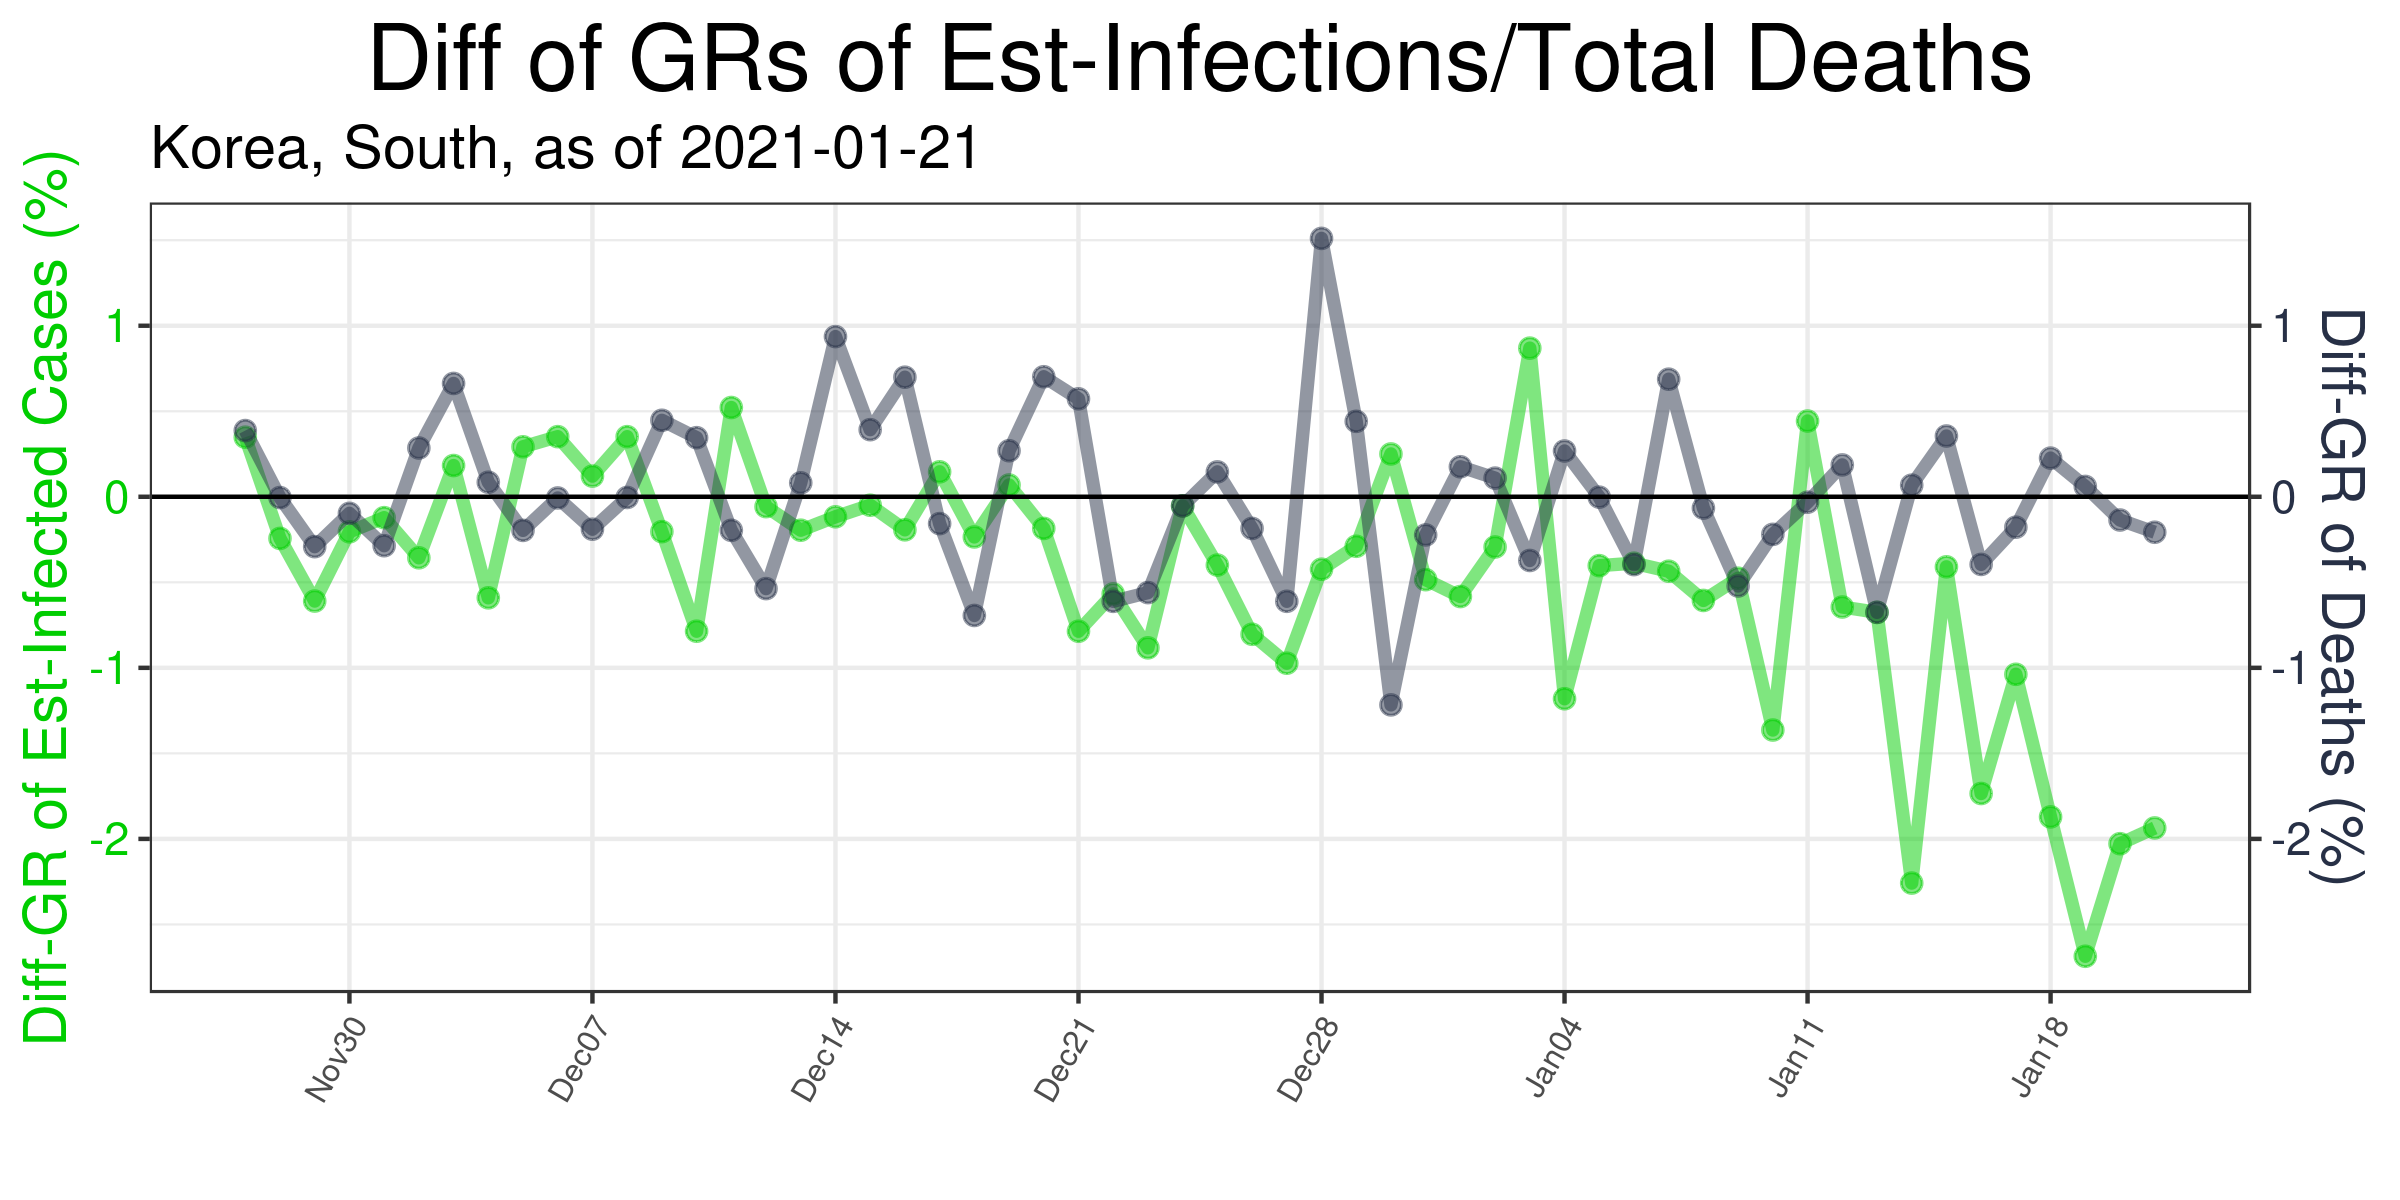 Diff of GRs of Est-Infections/Total Deaths
Korea, South, as of 2021-01-21
Diff-GR of Est-Infected Cases (%)
1
0
-1
-2
1
0
-1
-2
Diff-GR of Deaths (%)
Nov30
Dec07
Dec14
Dec21
Dec28
Jan04
Jan11
Jan18